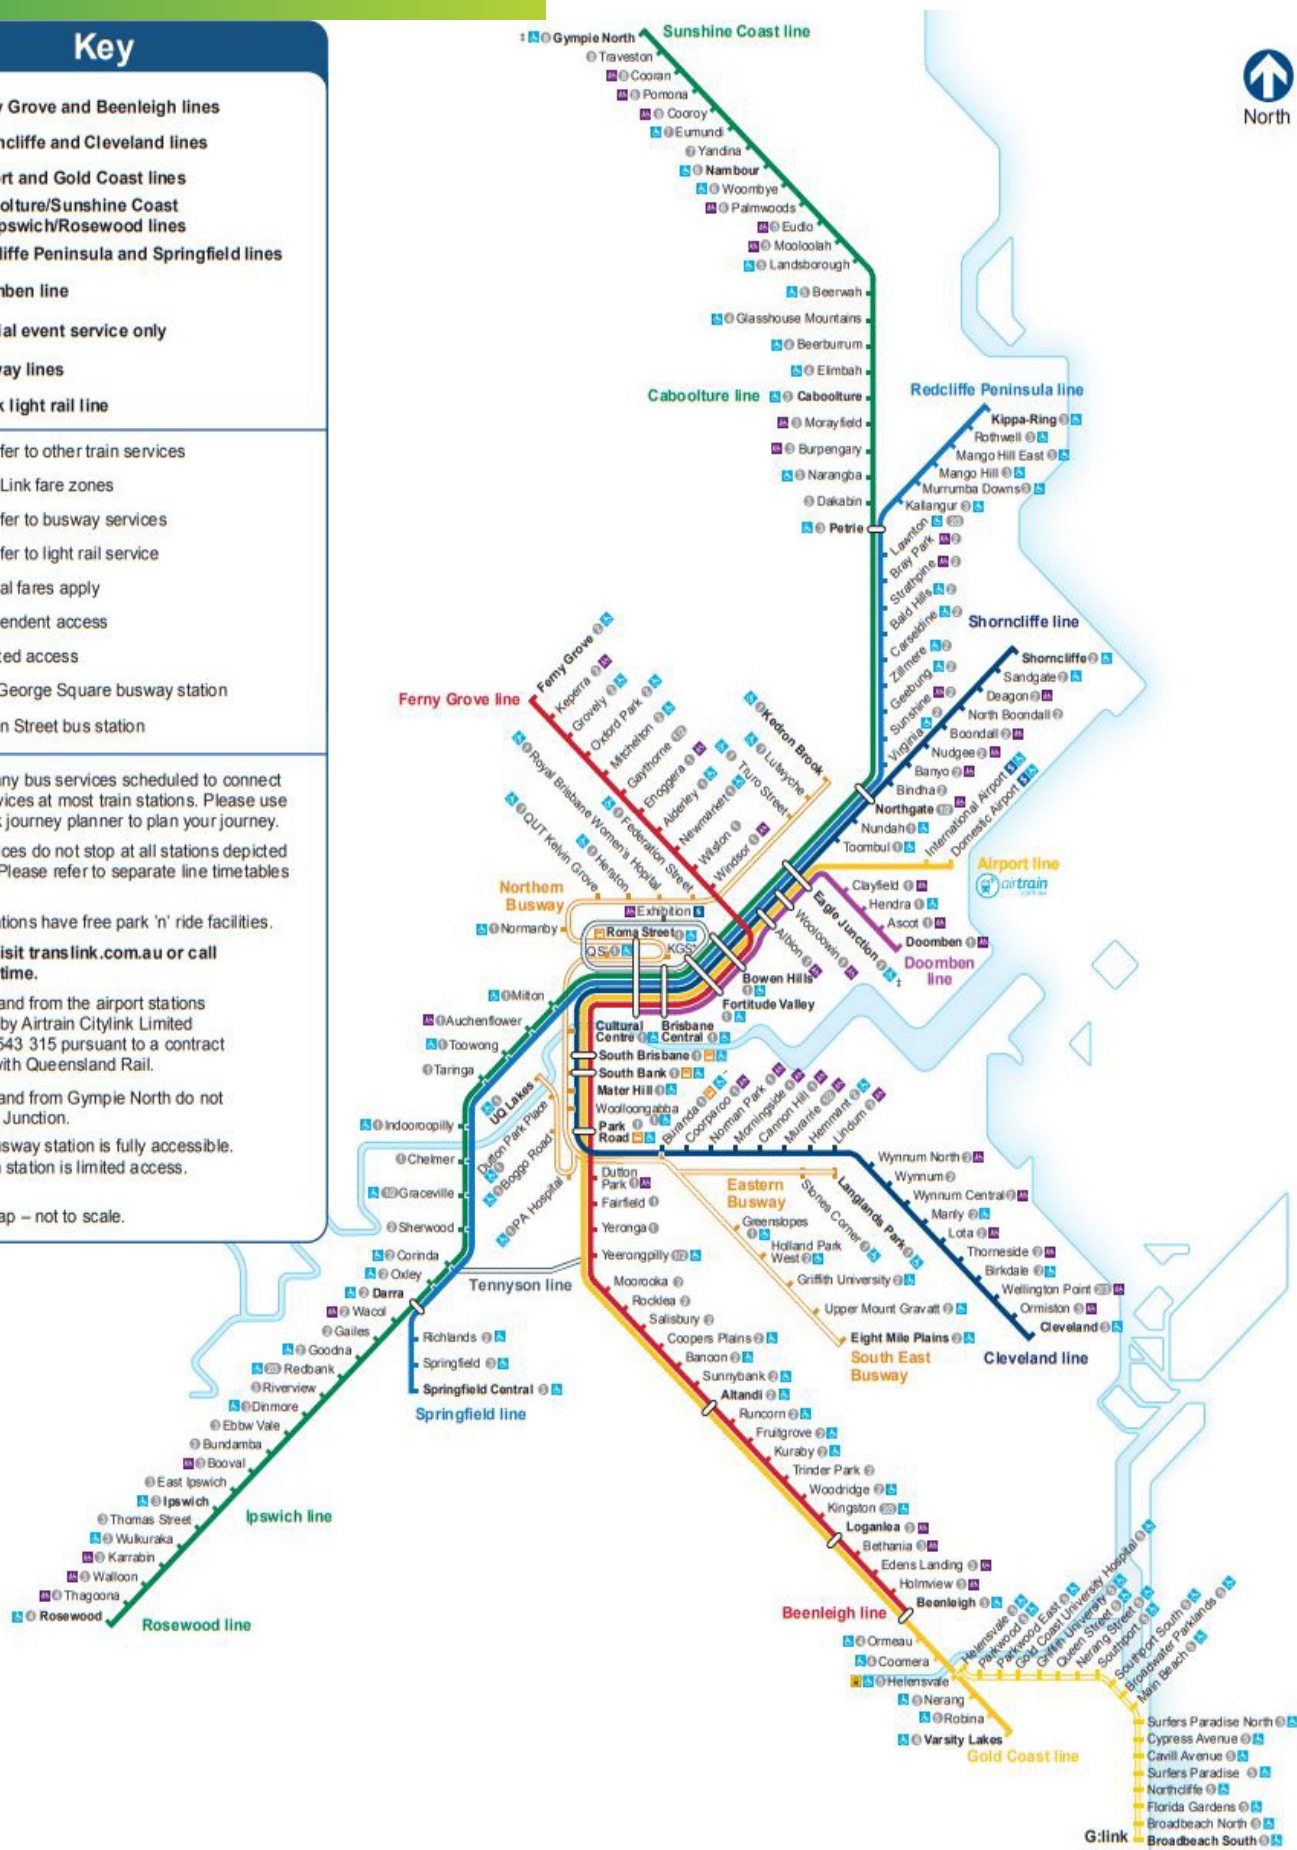 Key
y Grove and Beenleigh lines
ncliffe and Cleveland lines
rt and Gold Coast lines
olture/Sunshine Coast
pswich/Rosewood lines
liffe Peninsula and Springfield lines
nben line
ial event service only
ay lines
k light rail line
fer to other train services
Link fare zones
fer to busway services
fer to light rail service
al fares apply
endent access
ted access
George Square busway station
n Street bus station
any bus services scheduled to connect
vices at most train stations. Please use
k journey planner to plan your journey.
ices do not stop at all stations depicted
Please refer to separate line timetables
ations have free park 'n' ride facilities.
isit translink.com.au or call
time.
and from the airport stations
by Airtrain Citylink Limited
543 315 pursuant to a contract
with Queensland Rail.
and from Gympie North do not
Junction.
usway station is fully accessible.
n station is limited access.
ap – not to scale.
North
Sunshine Coast line
Gympie North
Traveston
Cooran
Pomona
Cooroy
Eumundi
Yandina
Nambour
Woombye
Palmwoods
Eudlo
Mooloolah
Landsborough
Beerwah
Glasshouse Mountains
Beerburrum
Elimbah
Caboolture line
Caboolture
Morayfield
Burpengary
Narangba
Dakabin
Petrie
Redcliffe Peninsula line
Kippa-Ring
Rothwell
Mango Hill East
Mango Hill
Murrumba Downs
Kallangur
Lawnton
Bray Park
Strathpine
Bald Hills
Carseldine
Zillmere
Geebung
Sunshine
Virginia
Shorncliffe line
Shorncliffe
Sandgate
Deagon
North Boondall
Boondall
Nudgee
Banyo
Bindha
Northgate
Nundah
Toombul
International Airport
Domestic Airport
Airport line
airtrain
Clayfield
Hendra
Ascot
Doomben
Doomben
line
Eagle Junction
Wooloowin
Albion
Bowen Hills
Fortitude Valley
Ferny Grove line
Ferny Grove
Keperra
Grovely
Oxford Park
Mitchelton
Gaythorne
Enoggera
Alderley
Newmarket
Wilston
Windsor
Kedron Brook
Lutwyche
Truro Street
Federation Street
Royal Brisbane Women's Hopital
Herston
QUT Kelvin Grove
Northern
Busway
Normanby
Exhibition
Roma Street
QS
KGS
Cultural
Centre
Brisbane
Central
South Brisbane
South Bank
Mater Hill
Woolloongabba
Park
Road
Milton
Auchenflower
Toowong
Taringa
Indooroopilly
Chelmer
Graceville
Sherwood
Corinda
Oxley
Darra
Wacol
Gailes
Goodna
Redbank
Riverview
Dinmore
Ebbw Vale
Bundamba
Booval
East Ipswich
Ipswich
Thomas Street
Wulkuraka
Karrabin
Walloon
Thagoona
Rosewood
Ipswich line
Rosewood line
Richlands
Springfield
Springfield Central
Springfield line
Tennyson line
UQ Lakes
Dutton Park Place
Boggo Road
PA Hospital
Buranda
Coorparoo
Norman Park
Morningside
Cannon Hill
Murarrie
Hemmant
Lindum
Wynnum North
Wynnum
Wynnum Central
Manly
Lota
Thorneside
Birkdale
Wellington Point
Ormiston
Cleveland
Cleveland line
Eastern
Busway
Stones Corner
Langlands Park
Greenslopes
Holland Park
West
Griffith University
Upper Mount Gravatt
Eight Mile Plains
South East
Busway
Dutton
Park
Fairfield
Yeronga
Yeerongpilly
Moorooka
Rocklea
Salisbury
Coopers Plains
Banoon
Sunnybank
Altandi
Runcorn
Fruitgrove
Kuraby
Trinder Park
Woodridge
Kingston
Loganlea
Bethania
Edens Landing
Holmview
Beenleigh
Beenleigh line
Ormeau
Coomera
Helensvale
Nerang
Robina
Varsity Lakes
Gold Coast line
Helensvale
Parkwood
Parkwood East
Gold Coast University Hospital
Griffith University
Queen Street
Nerang Street
Southport
Southport South
Broadwater Parklands
Main Beach
Surfers Paradise North
Cypress Avenue
Cavill Avenue
Surfers Paradise
Northcliffe
Florida Gardens
Broadbeach North
G:link
Broadbeach South